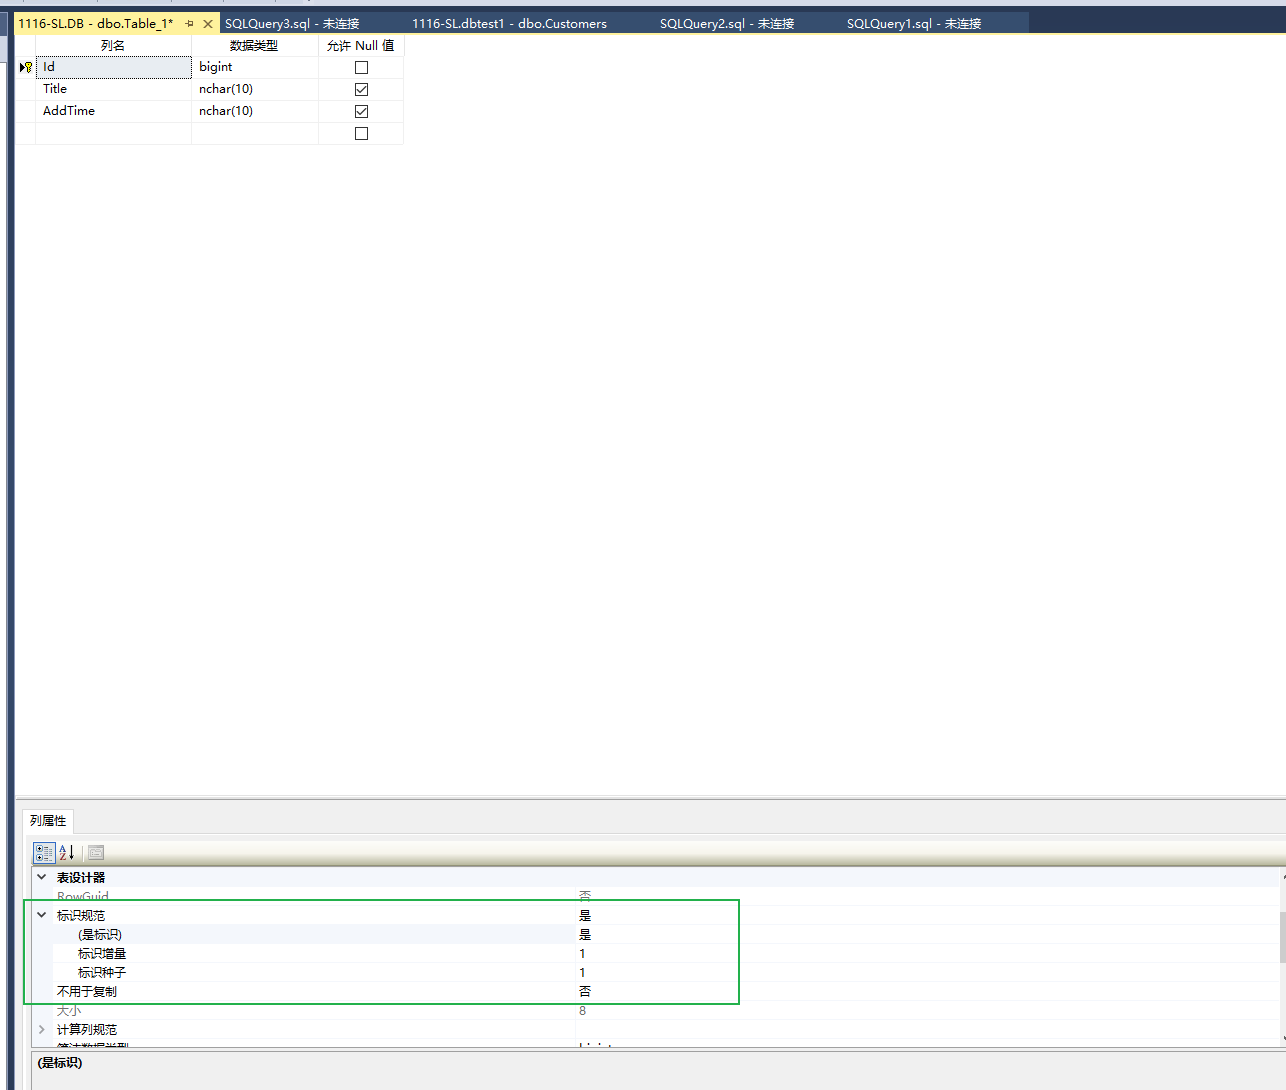 1116-SL.DB - dbo.Table_1* SQLQuery3.sql - 未连接 1116-SL.dbtest1 - dbo.Customers SQLQuery2.sql - 未连接 SQLQuery1.sql - 未连接
列名 数据类型 允许 Null 值
Id bigint
Title nchar(10)
AddTime nchar(10)
列属性
表设计器
RowGuid 否
标识规范 是
(是标识) 是
标识增量 1
标识种子 1
不用于复制 否
大小 8
计算列规范
(是标识)